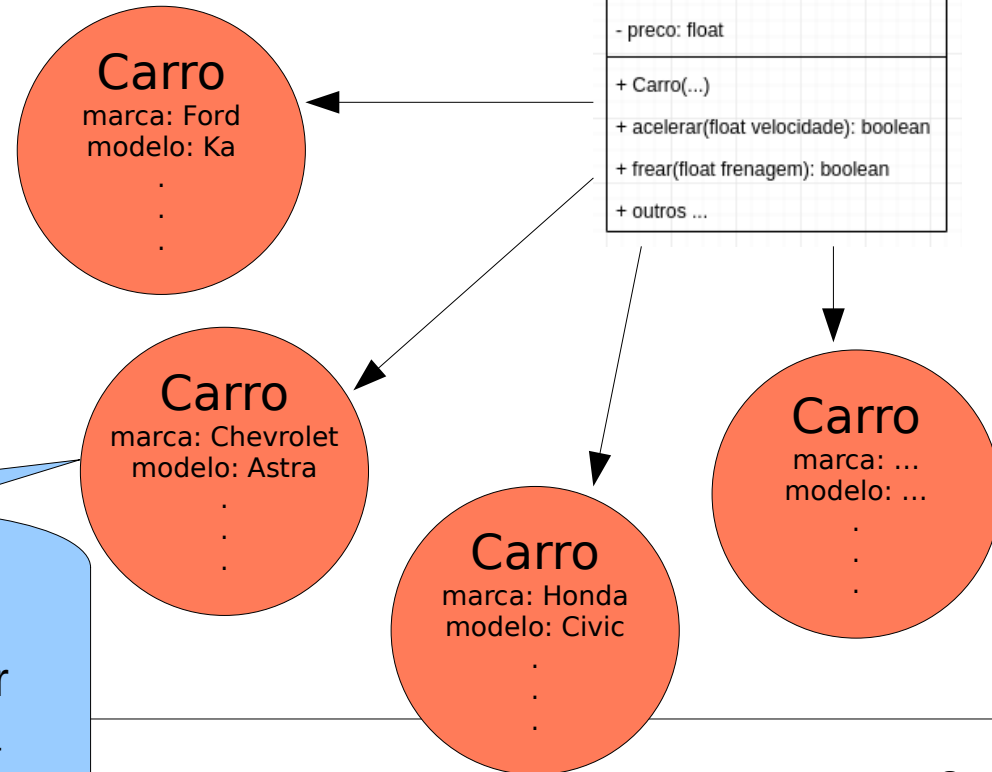 - preco: float
+ Carro(...)
+ acelerar(float velocidade): boolean
+ frear(float frenagem): boolean
+ outros ...
Carro
marca: Ford
modelo: Ka
.
.
.
Carro
marca: Chevrolet
modelo: Astra
.
.
.
Carro
marca: Honda
modelo: Civic
.
.
.
Carro
marca: ...
modelo: ...
.
.
.
r